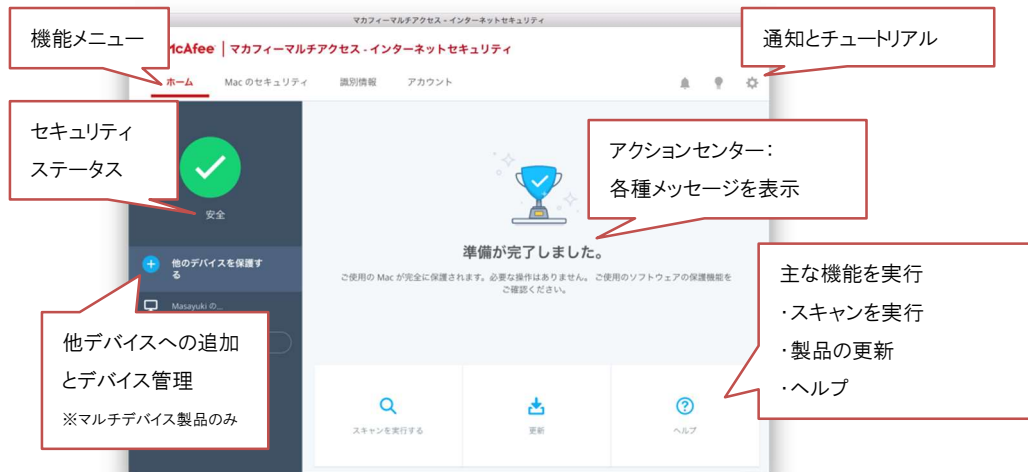 マカフィーマルチアクセス - インターネットセキュリティ
機能メニュー
McAfee | マカフィーマルチアクセス - インターネットセキュリティ
通知とチュートリアル
ホーム Mac のセキュリティ 識別情報 アカウント
セキュリティ
ステータス
安全
アクションセンター:
各種メッセージを表示
準備が完了しました。
ご使用の Mac が完全に保護されます。必要な操作はありません。 ご使用のソフトウェアの保護機能を
ご確認ください。
他のデバイスを保護す
る
Masayuki の...
他デバイスへの追加
とデバイス管理
※マルチデバイス製品のみ
主な機能を実行
・スキャンを実行
・製品の更新
・ヘルプ
スキャンを実行する
更新
ヘルプ